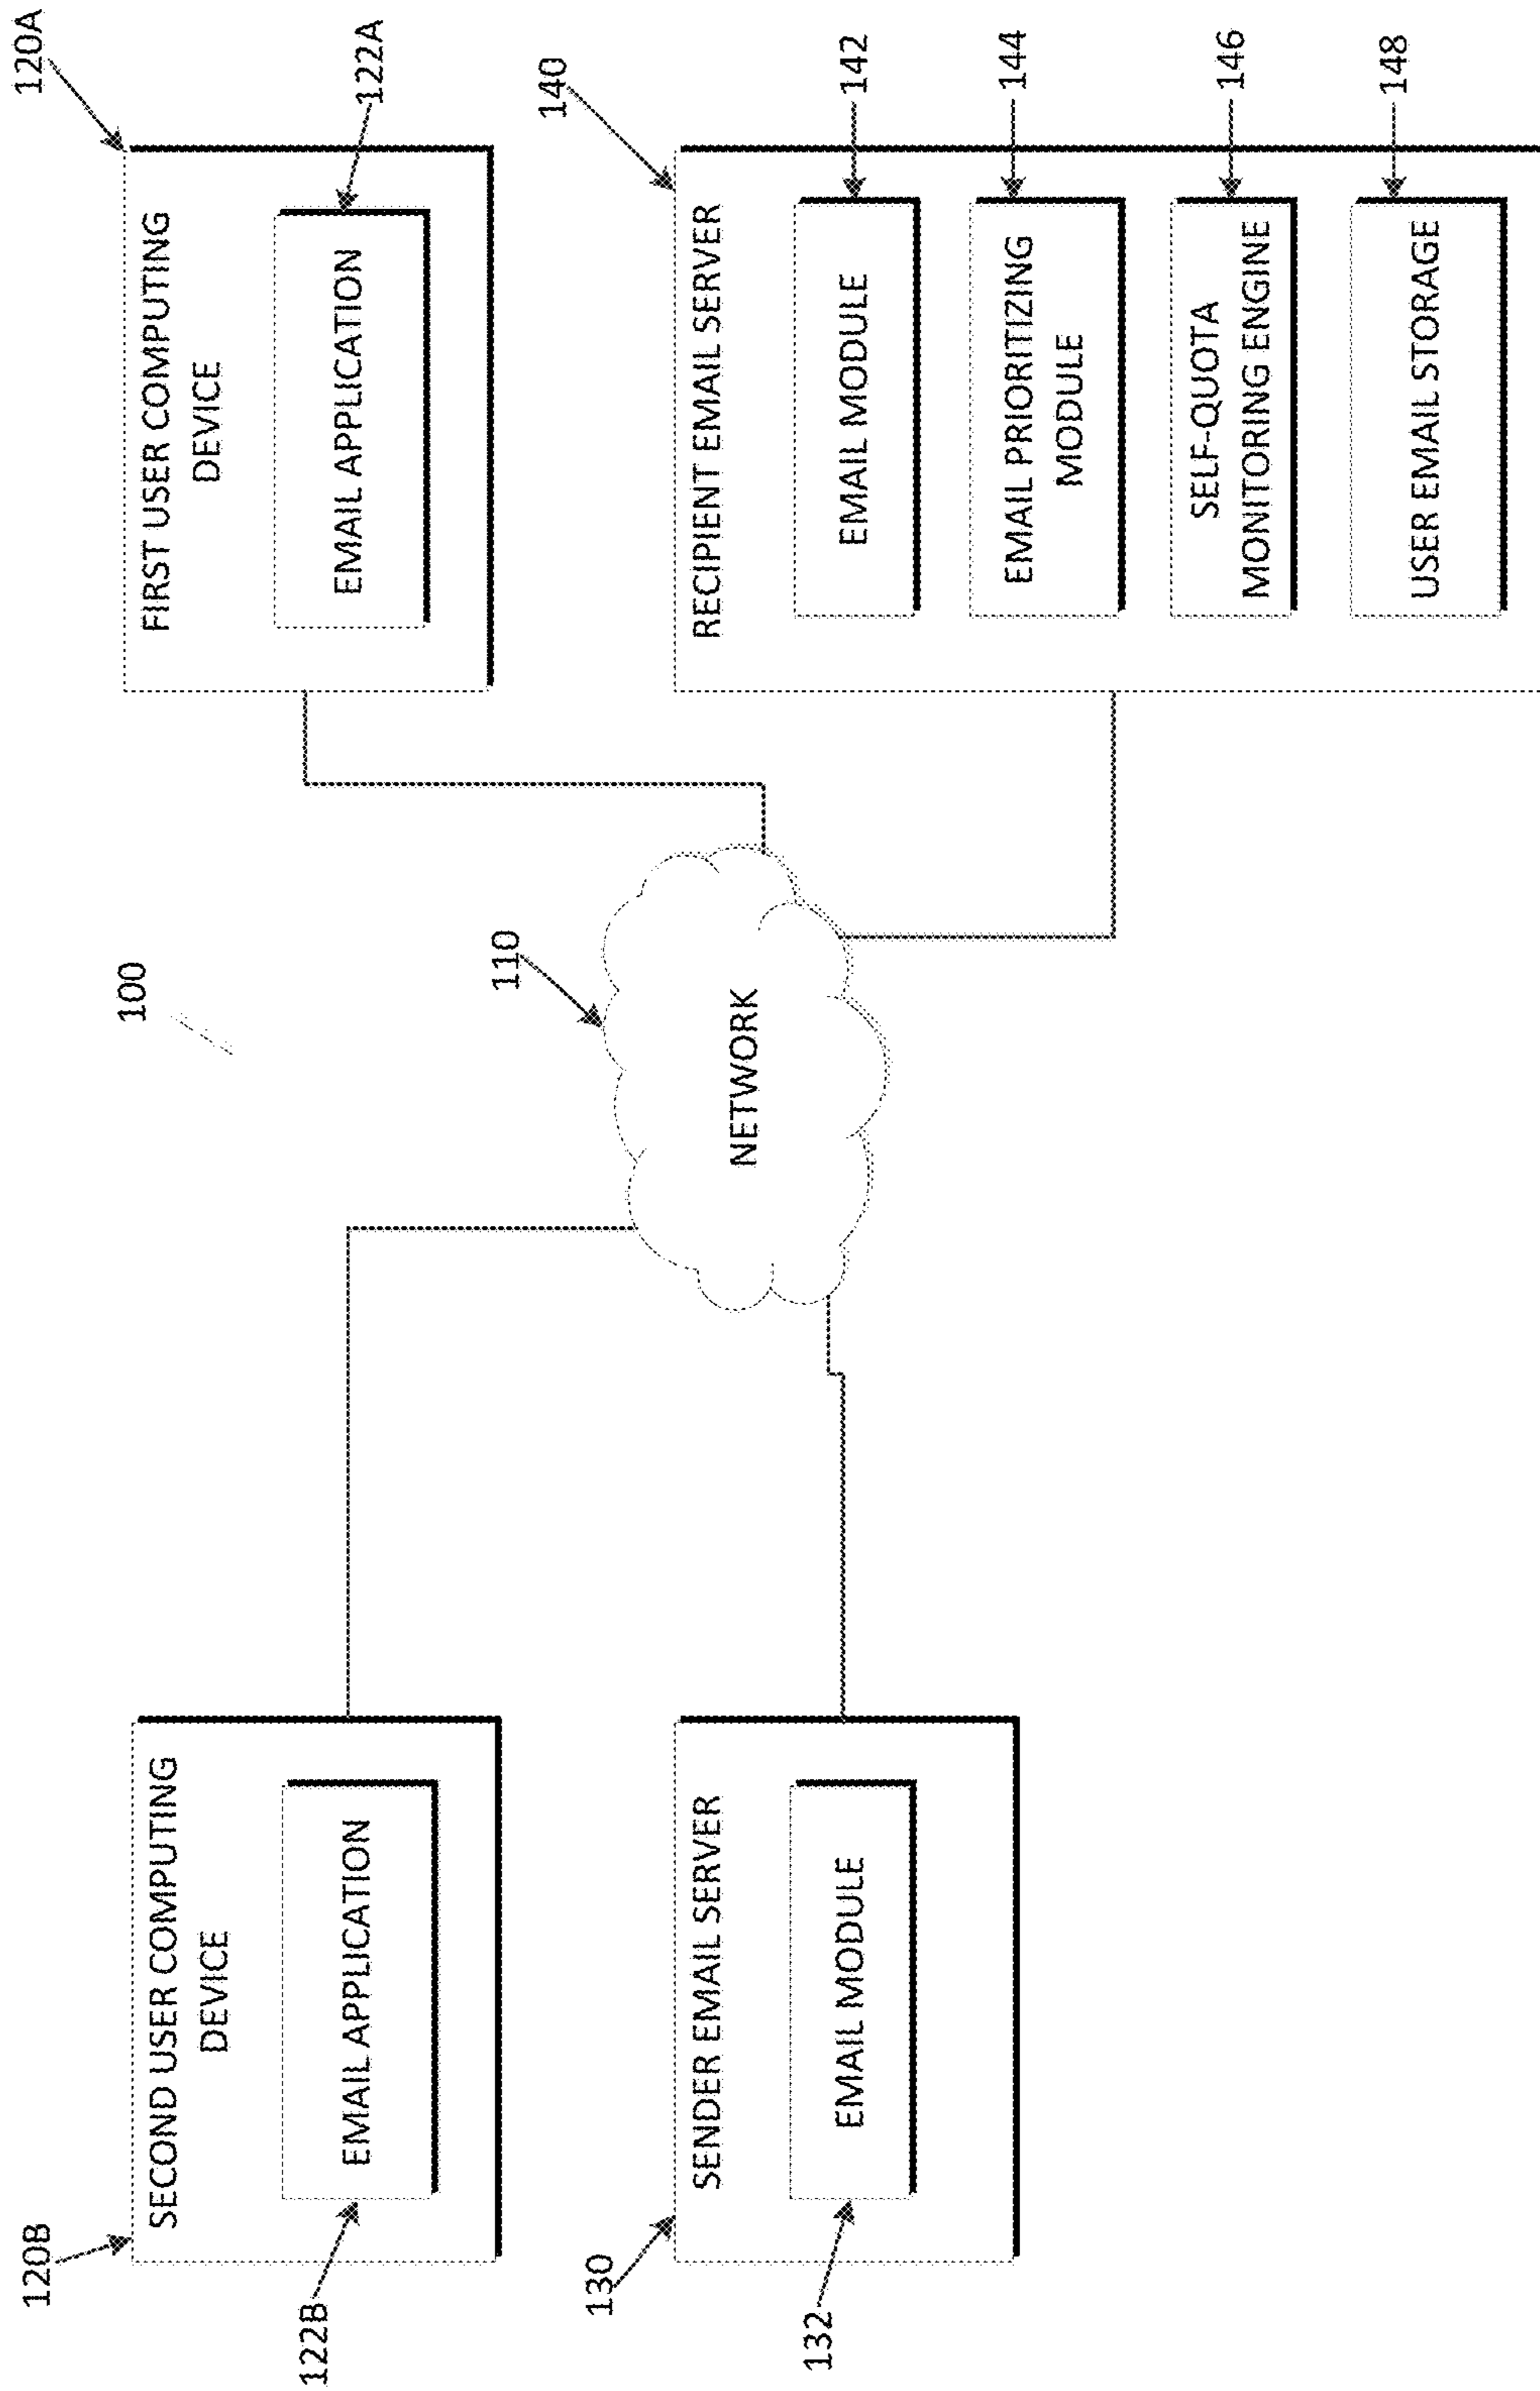 100
120B
SECOND USER COMPUTING
DEVICE
EMAIL APPLICATION
122B
130
SENDER EMAIL SERVER
EMAIL MODULE
132
110
NETWORK
120A
FIRST USER COMPUTING
DEVICE
EMAIL APPLICATION
122A
140
RECIPIENT EMAIL SERVER
EMAIL MODULE
142
EMAIL PRIORITIZING
MODULE
144
SELF-QUOTA
MONITORING ENGINE
146
USER EMAIL STORAGE
148